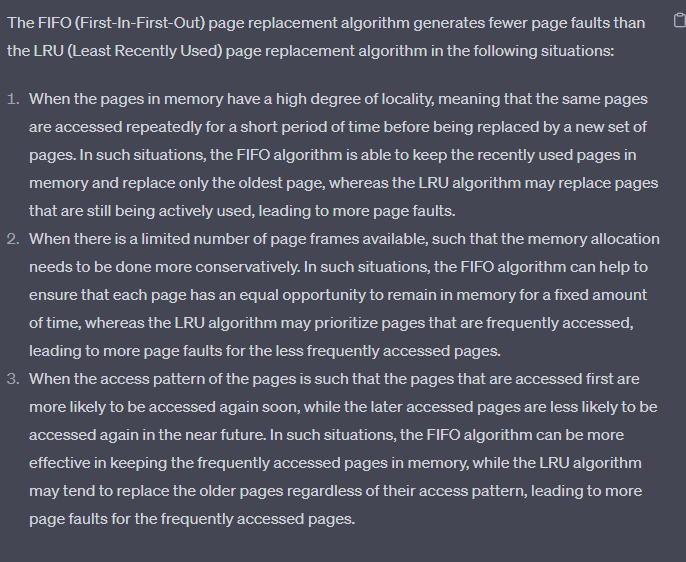 The FIFO (First-In-First-Out) page replacement algorithm generates fewer page faults than
the LRU (Least Recently Used) page replacement algorithm in the following situations:
1. When the pages in memory have a high degree of locality, meaning that the same pages
are accessed repeatedly for a short period of time before being replaced by a new set of
pages. In such situations, the FIFO algorithm is able to keep the recently used pages in
memory and replace only the oldest page, whereas the LRU algorithm may replace pages
that are still being actively used, leading to more page faults.
2. When there is a limited number of page frames available, such that the memory allocation
needs to be done more conservatively. In such situations, the FIFO algorithm can help to
ensure that each page has an equal opportunity to remain in memory for a fixed amount
of time, whereas the LRU algorithm may prioritize pages that are frequently accessed,
leading to more page faults for the less frequently accessed pages.
3. When the access pattern of the pages is such that the pages that are accessed first are
more likely to be accessed again soon, while the later accessed pages are less likely to be
accessed again in the near future. In such situations, the FIFO algorithm can be more
effective in keeping the frequently accessed pages in memory, while the LRU algorithm
may tend to replace the older pages regardless of their access pattern, leading to more
page faults for the frequently accessed pages.